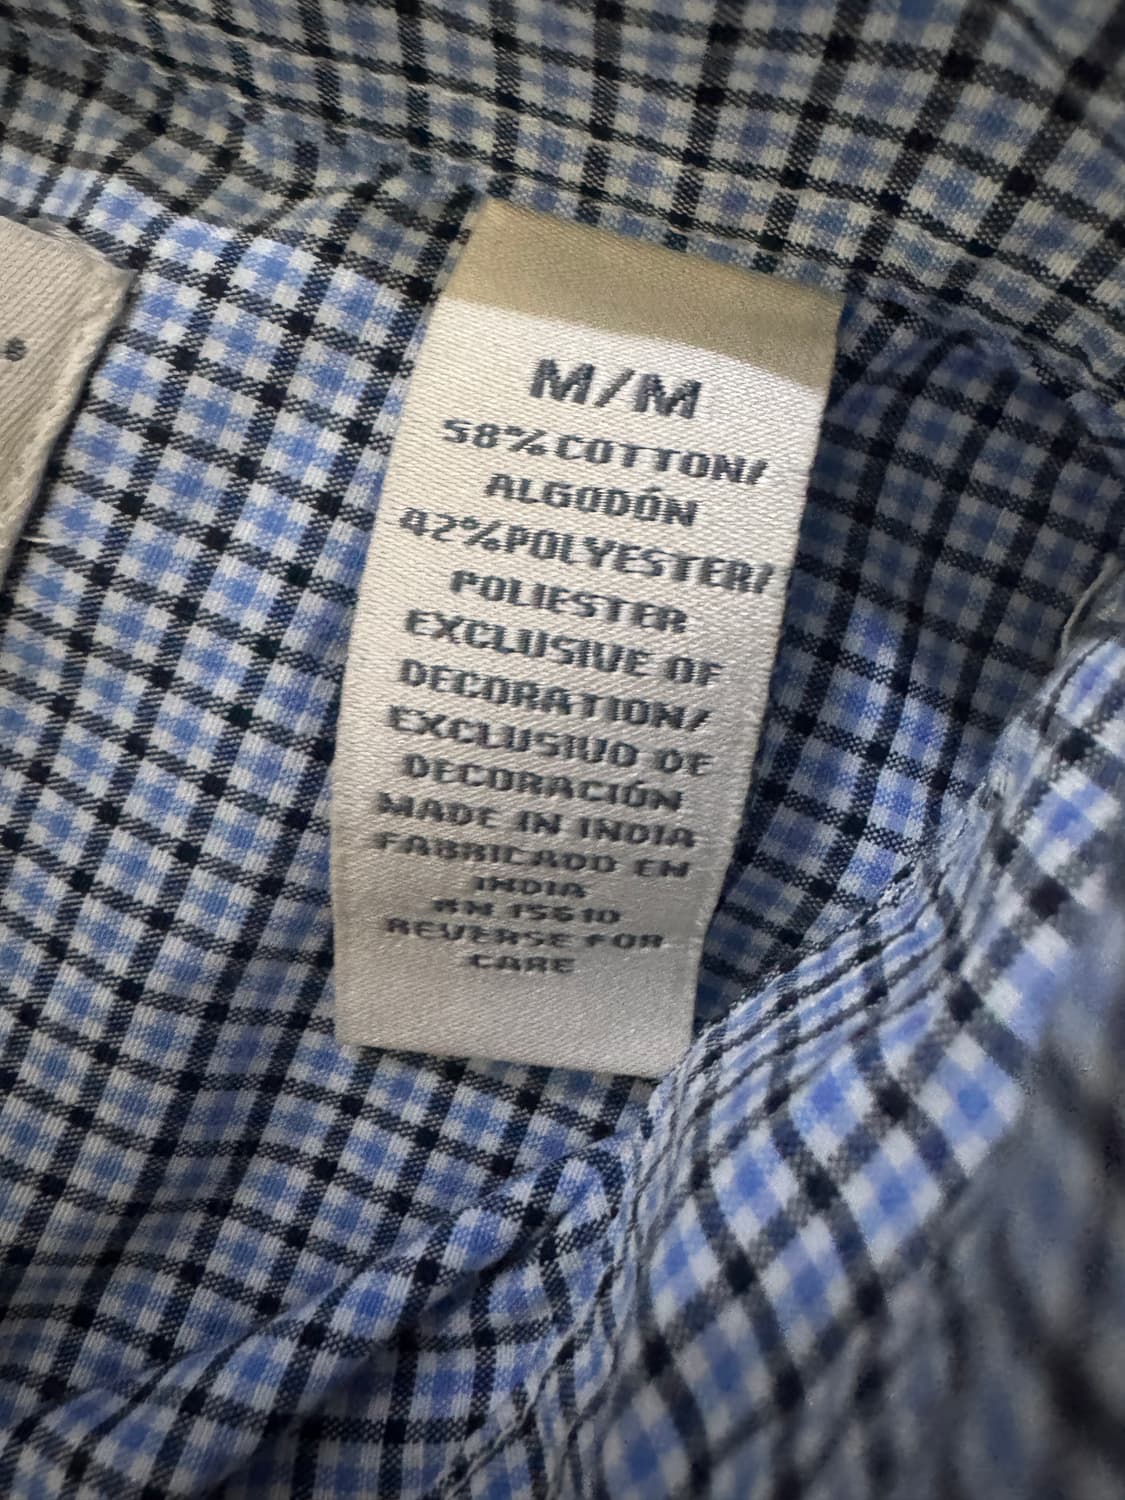 M/M
58%COTTON/
ALGODÓN
42%POLYESTER/
POLIESTER
EXCLUSIVE OF
DECORATION/
EXCLUSIVO DE
DECORACIÓN
MADE IN INDIA
FABRICADO EN
INDIA
RN 15610
REVERSE FOR
CARE